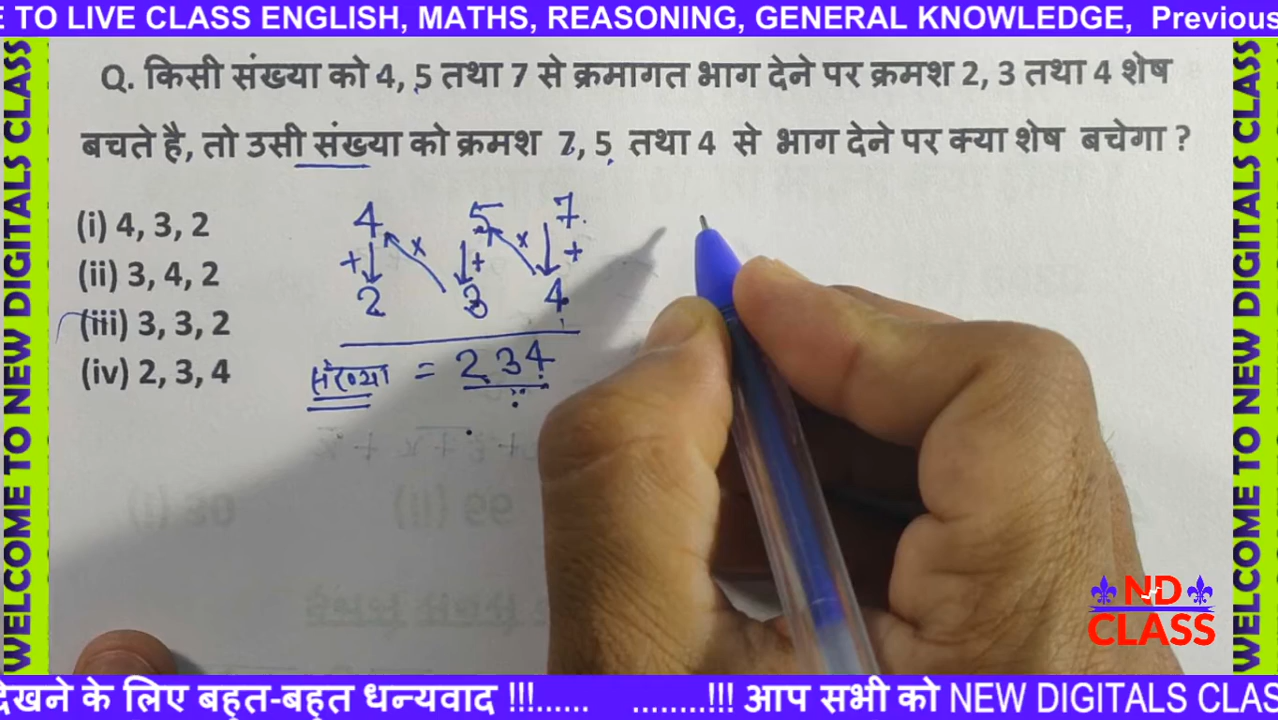 E TO LIVE CLASS ENGLISH, MATHS, REASONING, GENERAL KNOWLEDGE, Previous
WELCOME TO NEW DIGITALS CLASS
Q. किसी संख्या को 4, 5 तथा 7 से क्रमागत भाग देने पर क्रमश 2, 3 तथा 4 शेष
बचते है, तो उसी संख्या को क्रमश 7, 5 तथा 4 से भाग देने पर क्या शेष बचेगा ?
(i) 4, 3, 2
(ii) 3, 4, 2
(iii) 3, 3, 2
(iv) 2, 3, 4
4 5 7
+ × + × +
2 3 4
संख्या = 234
ND
CLASS
WELCOME TO NEW DIGITALS CLASS
देखने के लिए बहत-बहत धन्यवाद !!!...... ........!!! आप सभी को NEW DIGITALS CLAS